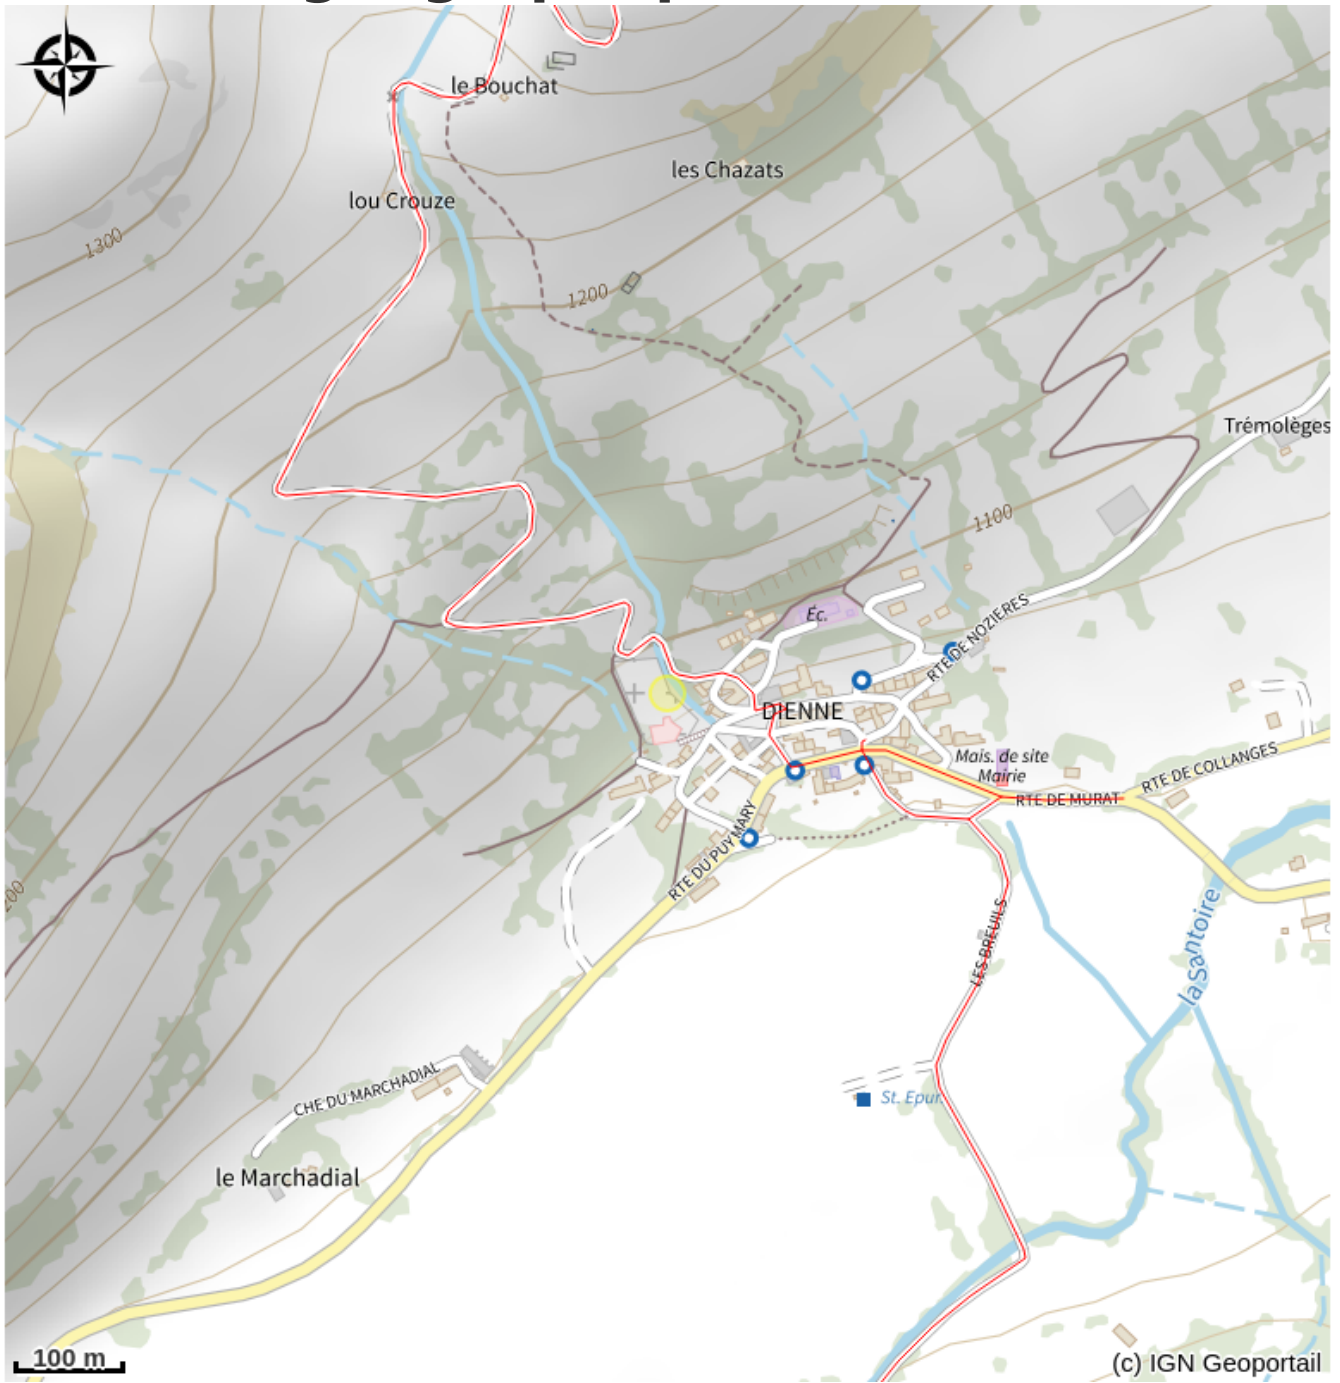 le Bouchat
les Chazats
lou Crouze
1300
1200
Trémolèges
1100
Éc.
RTE DE NOZIERES
DIENNE
Mais. de site
Mairie
RTE DE COLLANGES
RTE DE MURAT
RTE DU PUY MARY
200
LES BREUILS
la Santoire
CHE DU MARCHADIAL
St. Epur.
le Marchadial
100 m
(c) IGN Geoportail